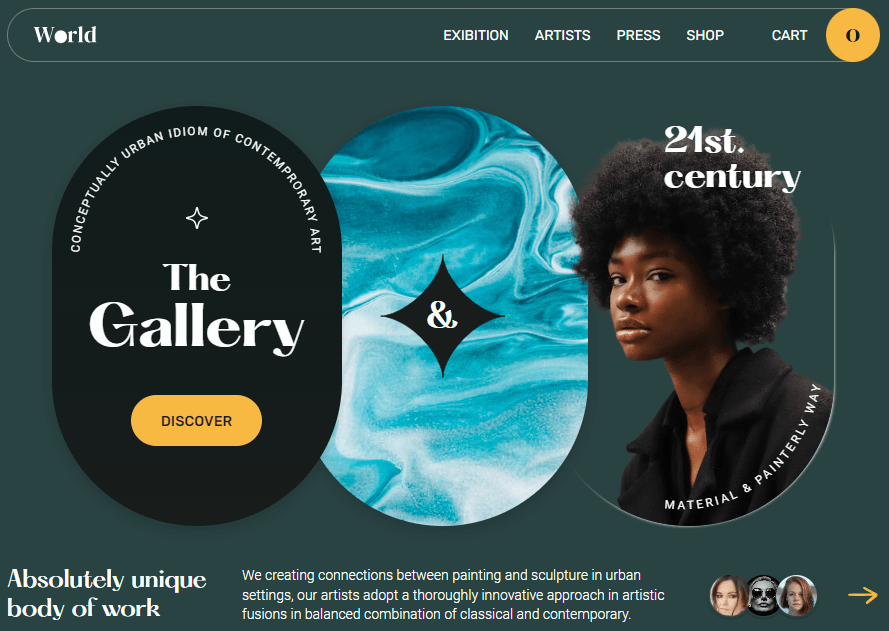 World
EXIBITION ARTISTS PRESS SHOP CART 0
CONCEPTUALLY URBAN IDIOM OF CONTEMPRORARY ART
The
Gallery
DISCOVER
&
21st.
century
MATERIAL & PAINTERLY WAY
Absolutely unique
body of work
We creating connections between painting and sculpture in urban
settings, our artists adopt a thoroughly innovative approach in artistic
fusions in balanced combination of classical and contemporary.